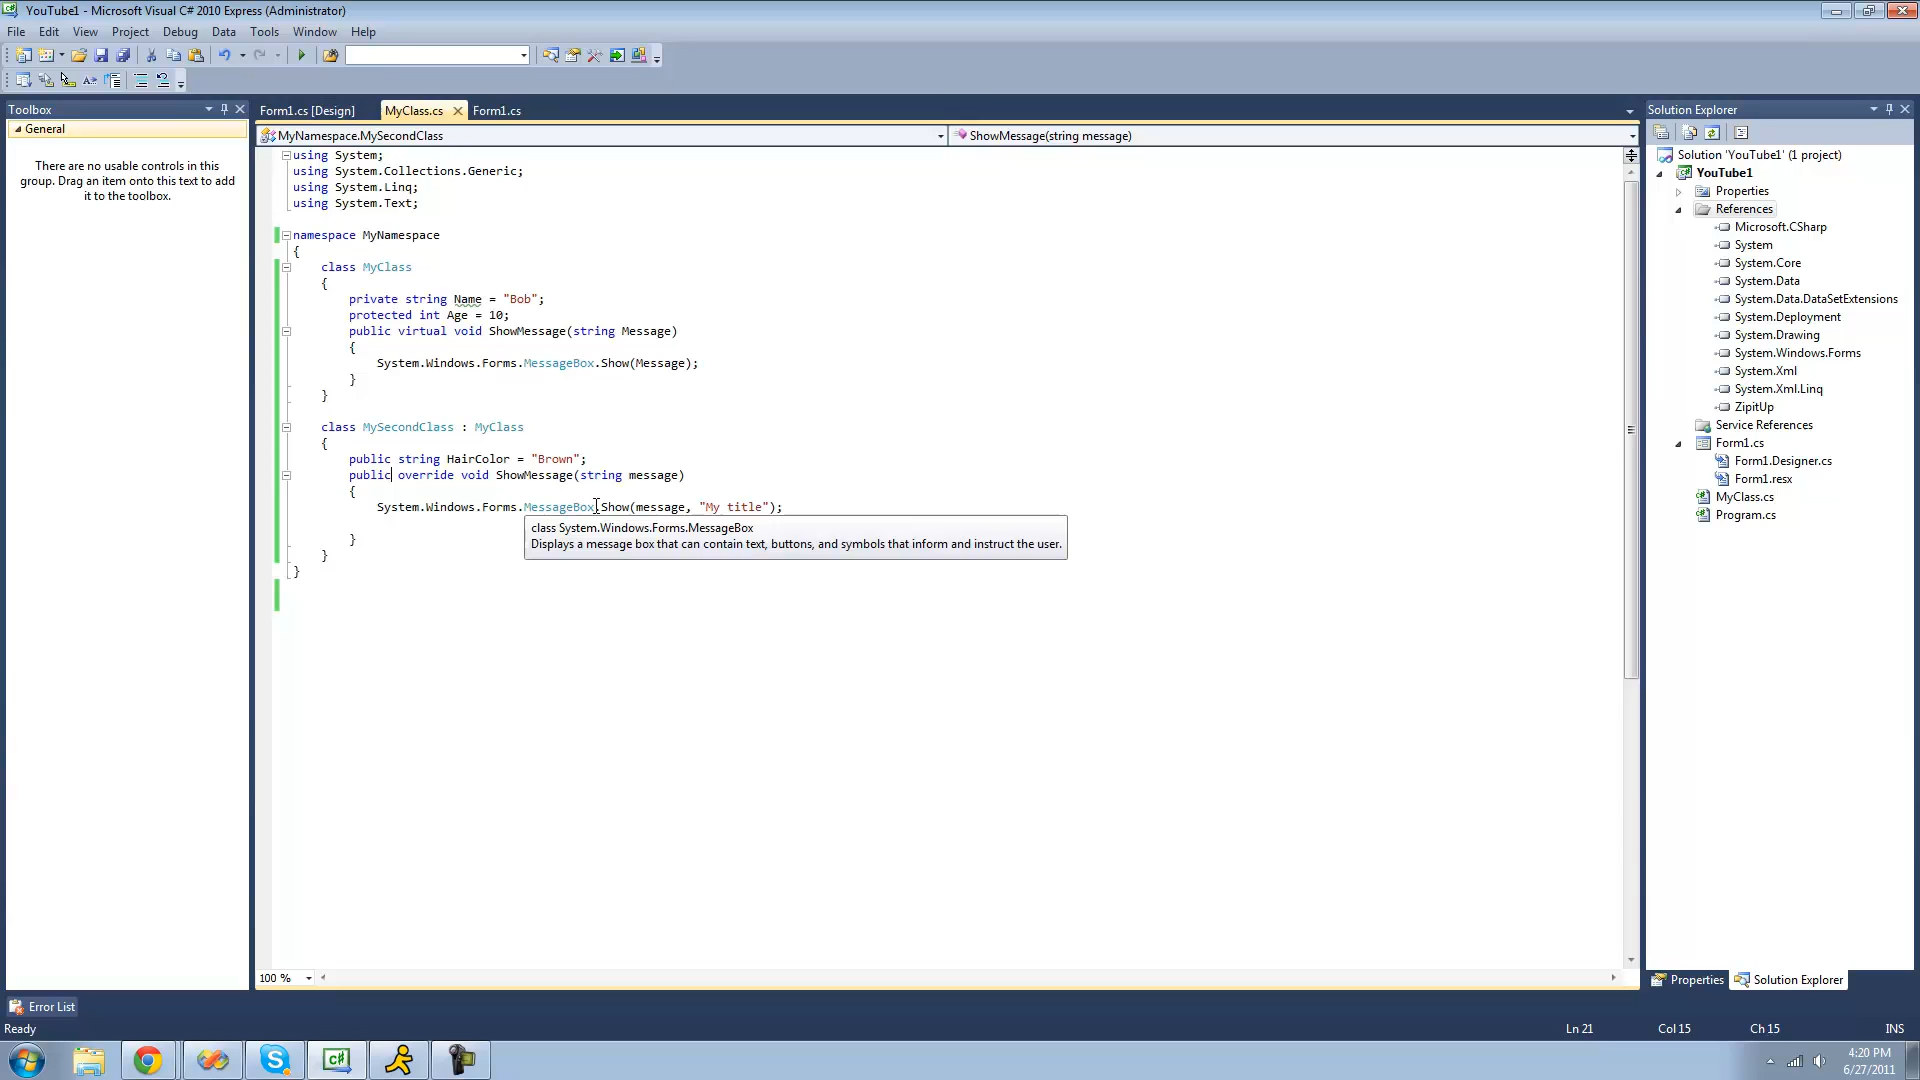 YouTube1 - Microsoft Visual C# 2010 Express (Administrator)
File Edit View Project Debug Data Tools Window Help
Toolbox
General
There are no usable controls in this
group. Drag an item onto this text to add
it to the toolbox.
Form1.cs [Design] MyClass.cs Form1.cs
MyNamespace.MySecondClass ShowMessage(string message)
using System;
using System.Collections.Generic;
using System.Linq;
using System.Text;
namespace MyNamespace
{
class MyClass
{
private string Name = "Bob";
protected int Age = 10;
public virtual void ShowMessage(string Message)
{
System.Windows.Forms.MessageBox.Show(Message);
}
}
class MySecondClass : MyClass
{
public string HairColor = "Brown";
public override void ShowMessage(string message)
{
System.Windows.Forms.MessageBox.Show(message, "My title");
class System.Windows.Forms.MessageBox
Displays a message box that can contain text, buttons, and symbols that inform and instruct the user.
}
}
}
100 %
Solution Explorer
Solution 'YouTube1' (1 project)
YouTube1
Properties
References
Microsoft.CSharp
System
System.Core
System.Data
System.Data.DataSetExtensions
System.Deployment
System.Drawing
System.Windows.Forms
System.Xml
System.Xml.Linq
ZipitUp
Service References
Form1.cs
Form1.Designer.cs
Form1.resx
MyClass.cs
Program.cs
Properties Solution Explorer
Error List
Ready Ln 21 Col 15 Ch 15 INS
C#
4:20 PM
6/27/2011